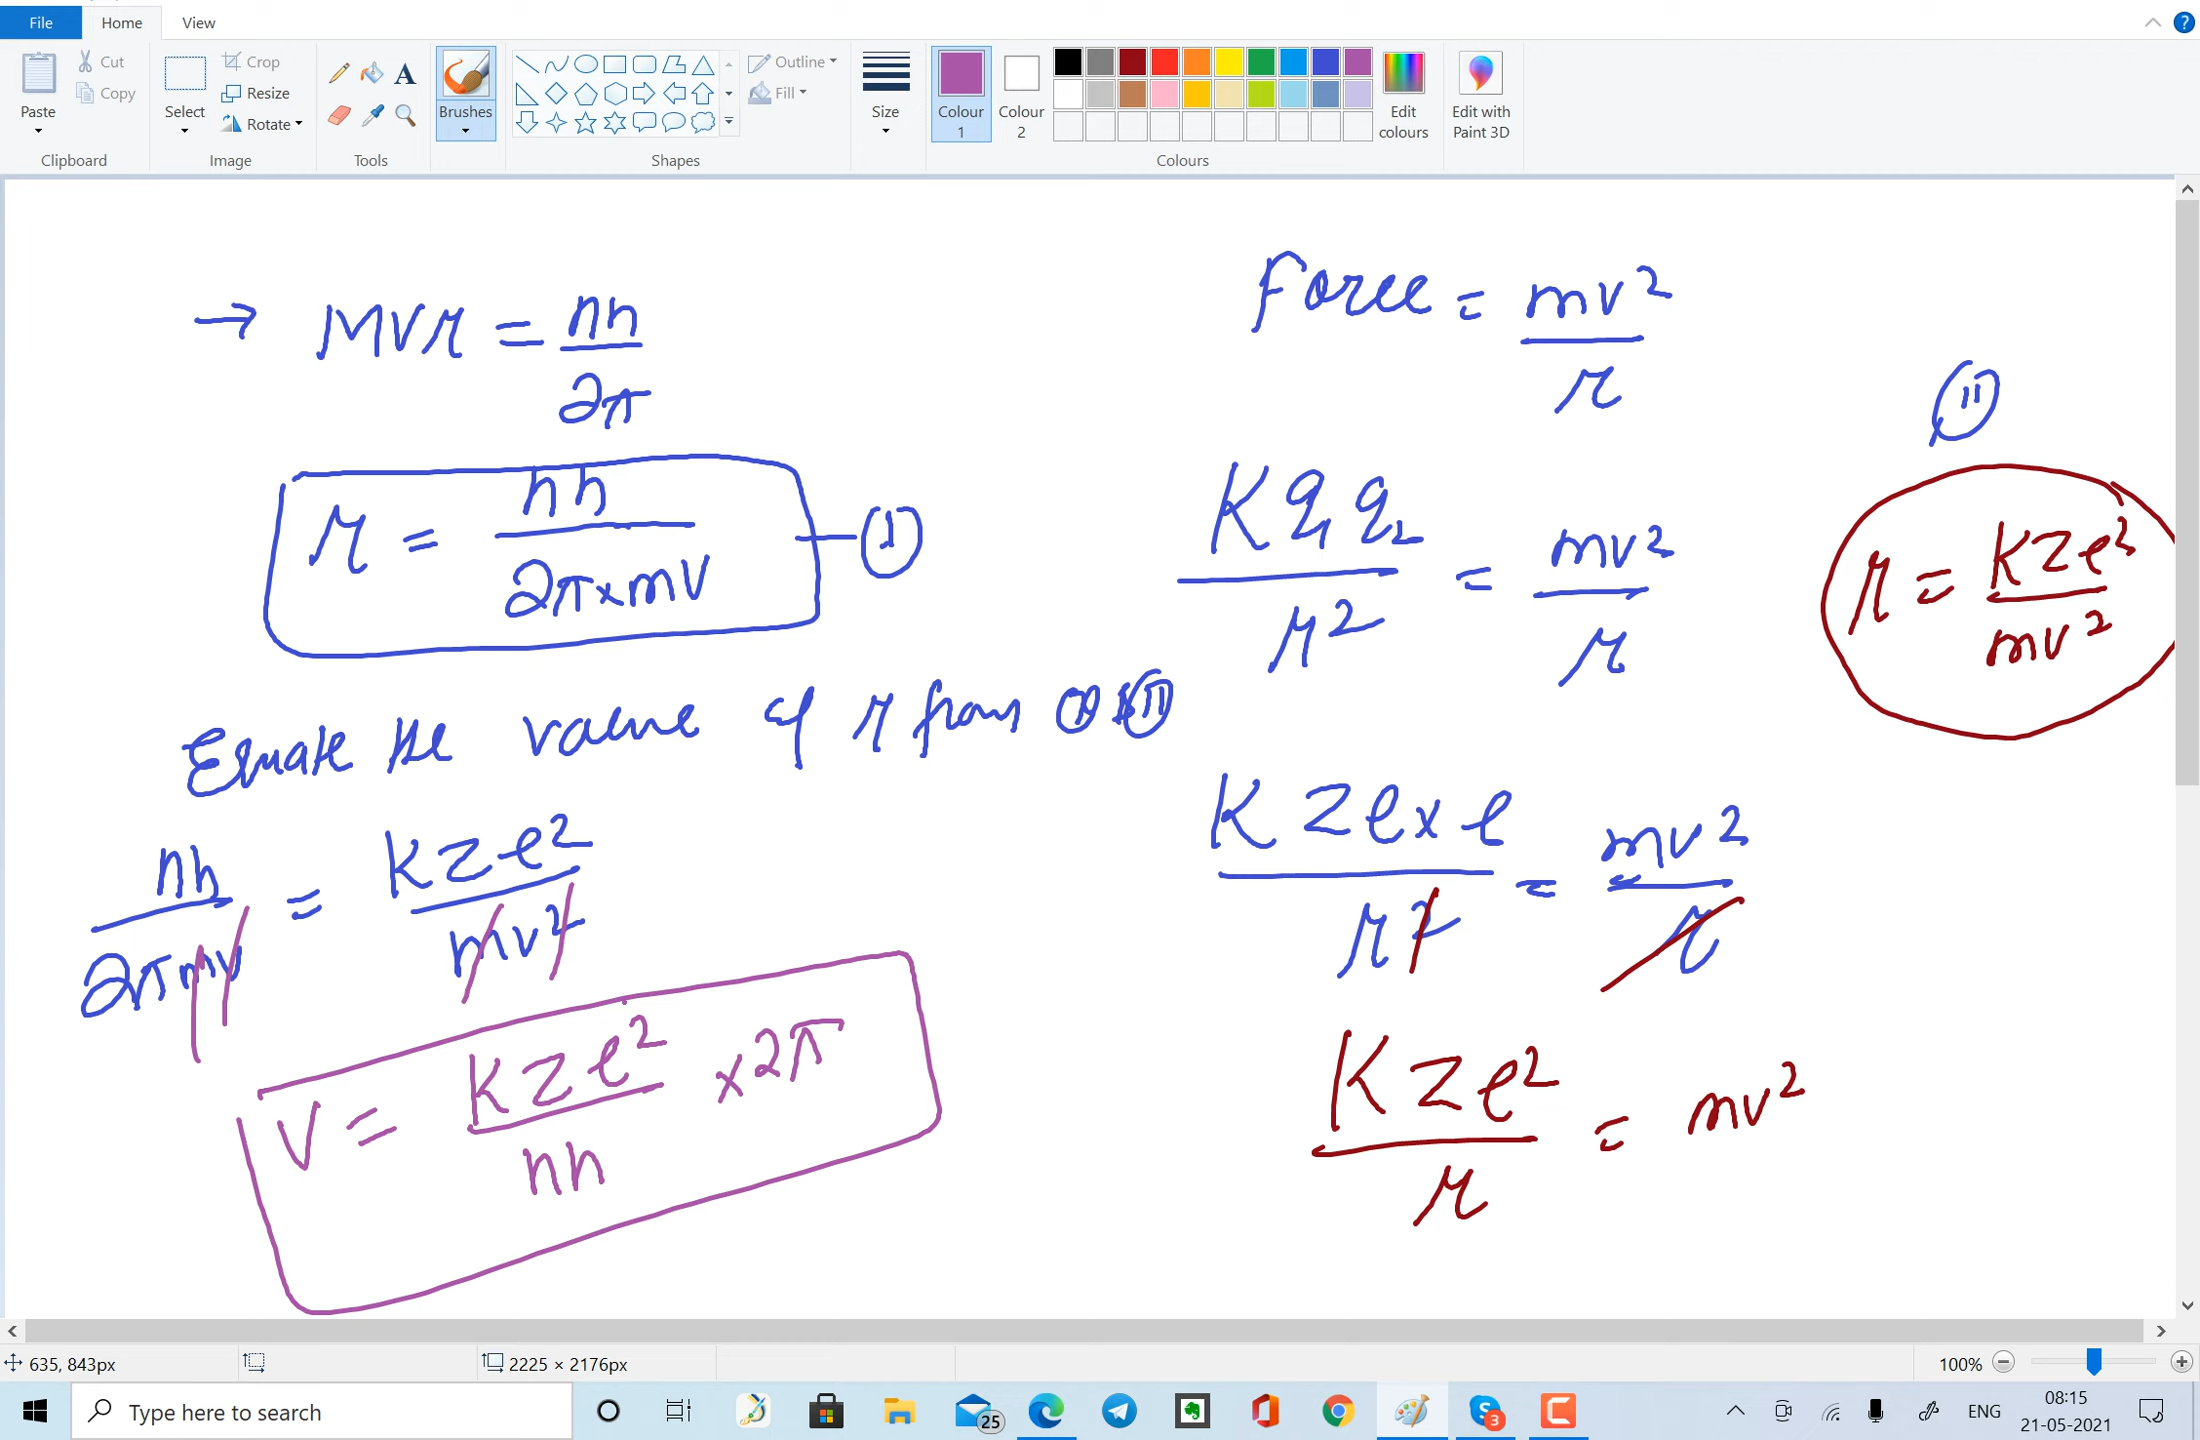 File Home View
Paste Cut Copy Clipboard
Select Crop Resize Rotate Image
Tools
Brushes
Outline Fill Shapes
Size
Colour 1 Colour 2 Edit colours Colours
Edit with Paint 3D
→ MVr = nh/2π
r = nh/2π×mV — (I)
Equate the value of r from (I) & (II)
nh/2πmv = KZe²/mv²
V = KZe²/nh × 2π
Force = mv²/r
Kq₁q₂/r² = mv²/r
KZe×e/r² = mv²/r
KZe²/r = mv²
(II)
r = KZe²/mv²
635, 843px 2225 × 2176px 100%
Type here to search 25 3 ENG 08:15
21-05-2021